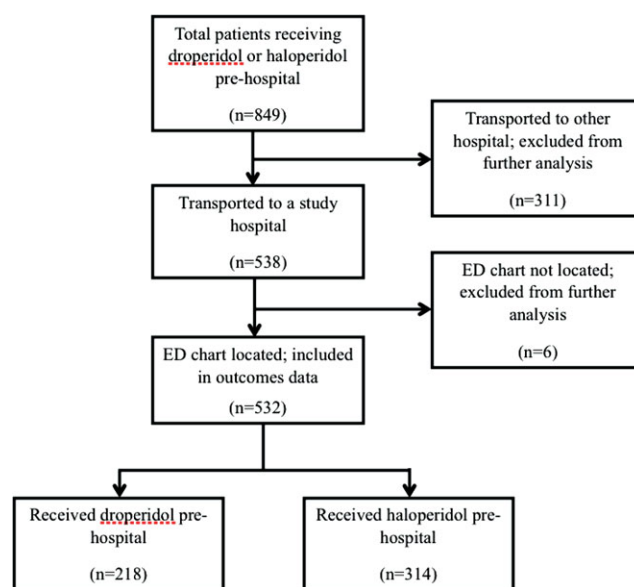 Total patients receiving
droperidol or haloperidol
pre-hospital
(n=849)
Transported to other
hospital; excluded from
further analysis
(n=311)
Transported to a study
hospital
(n=538)
ED chart not located;
excluded from further
analysis
(n=6)
ED chart located; included
in outcomes data
(n=532)
Received droperidol pre-
hospital
(n=218)
Received haloperidol pre-
hospital
(n=314)